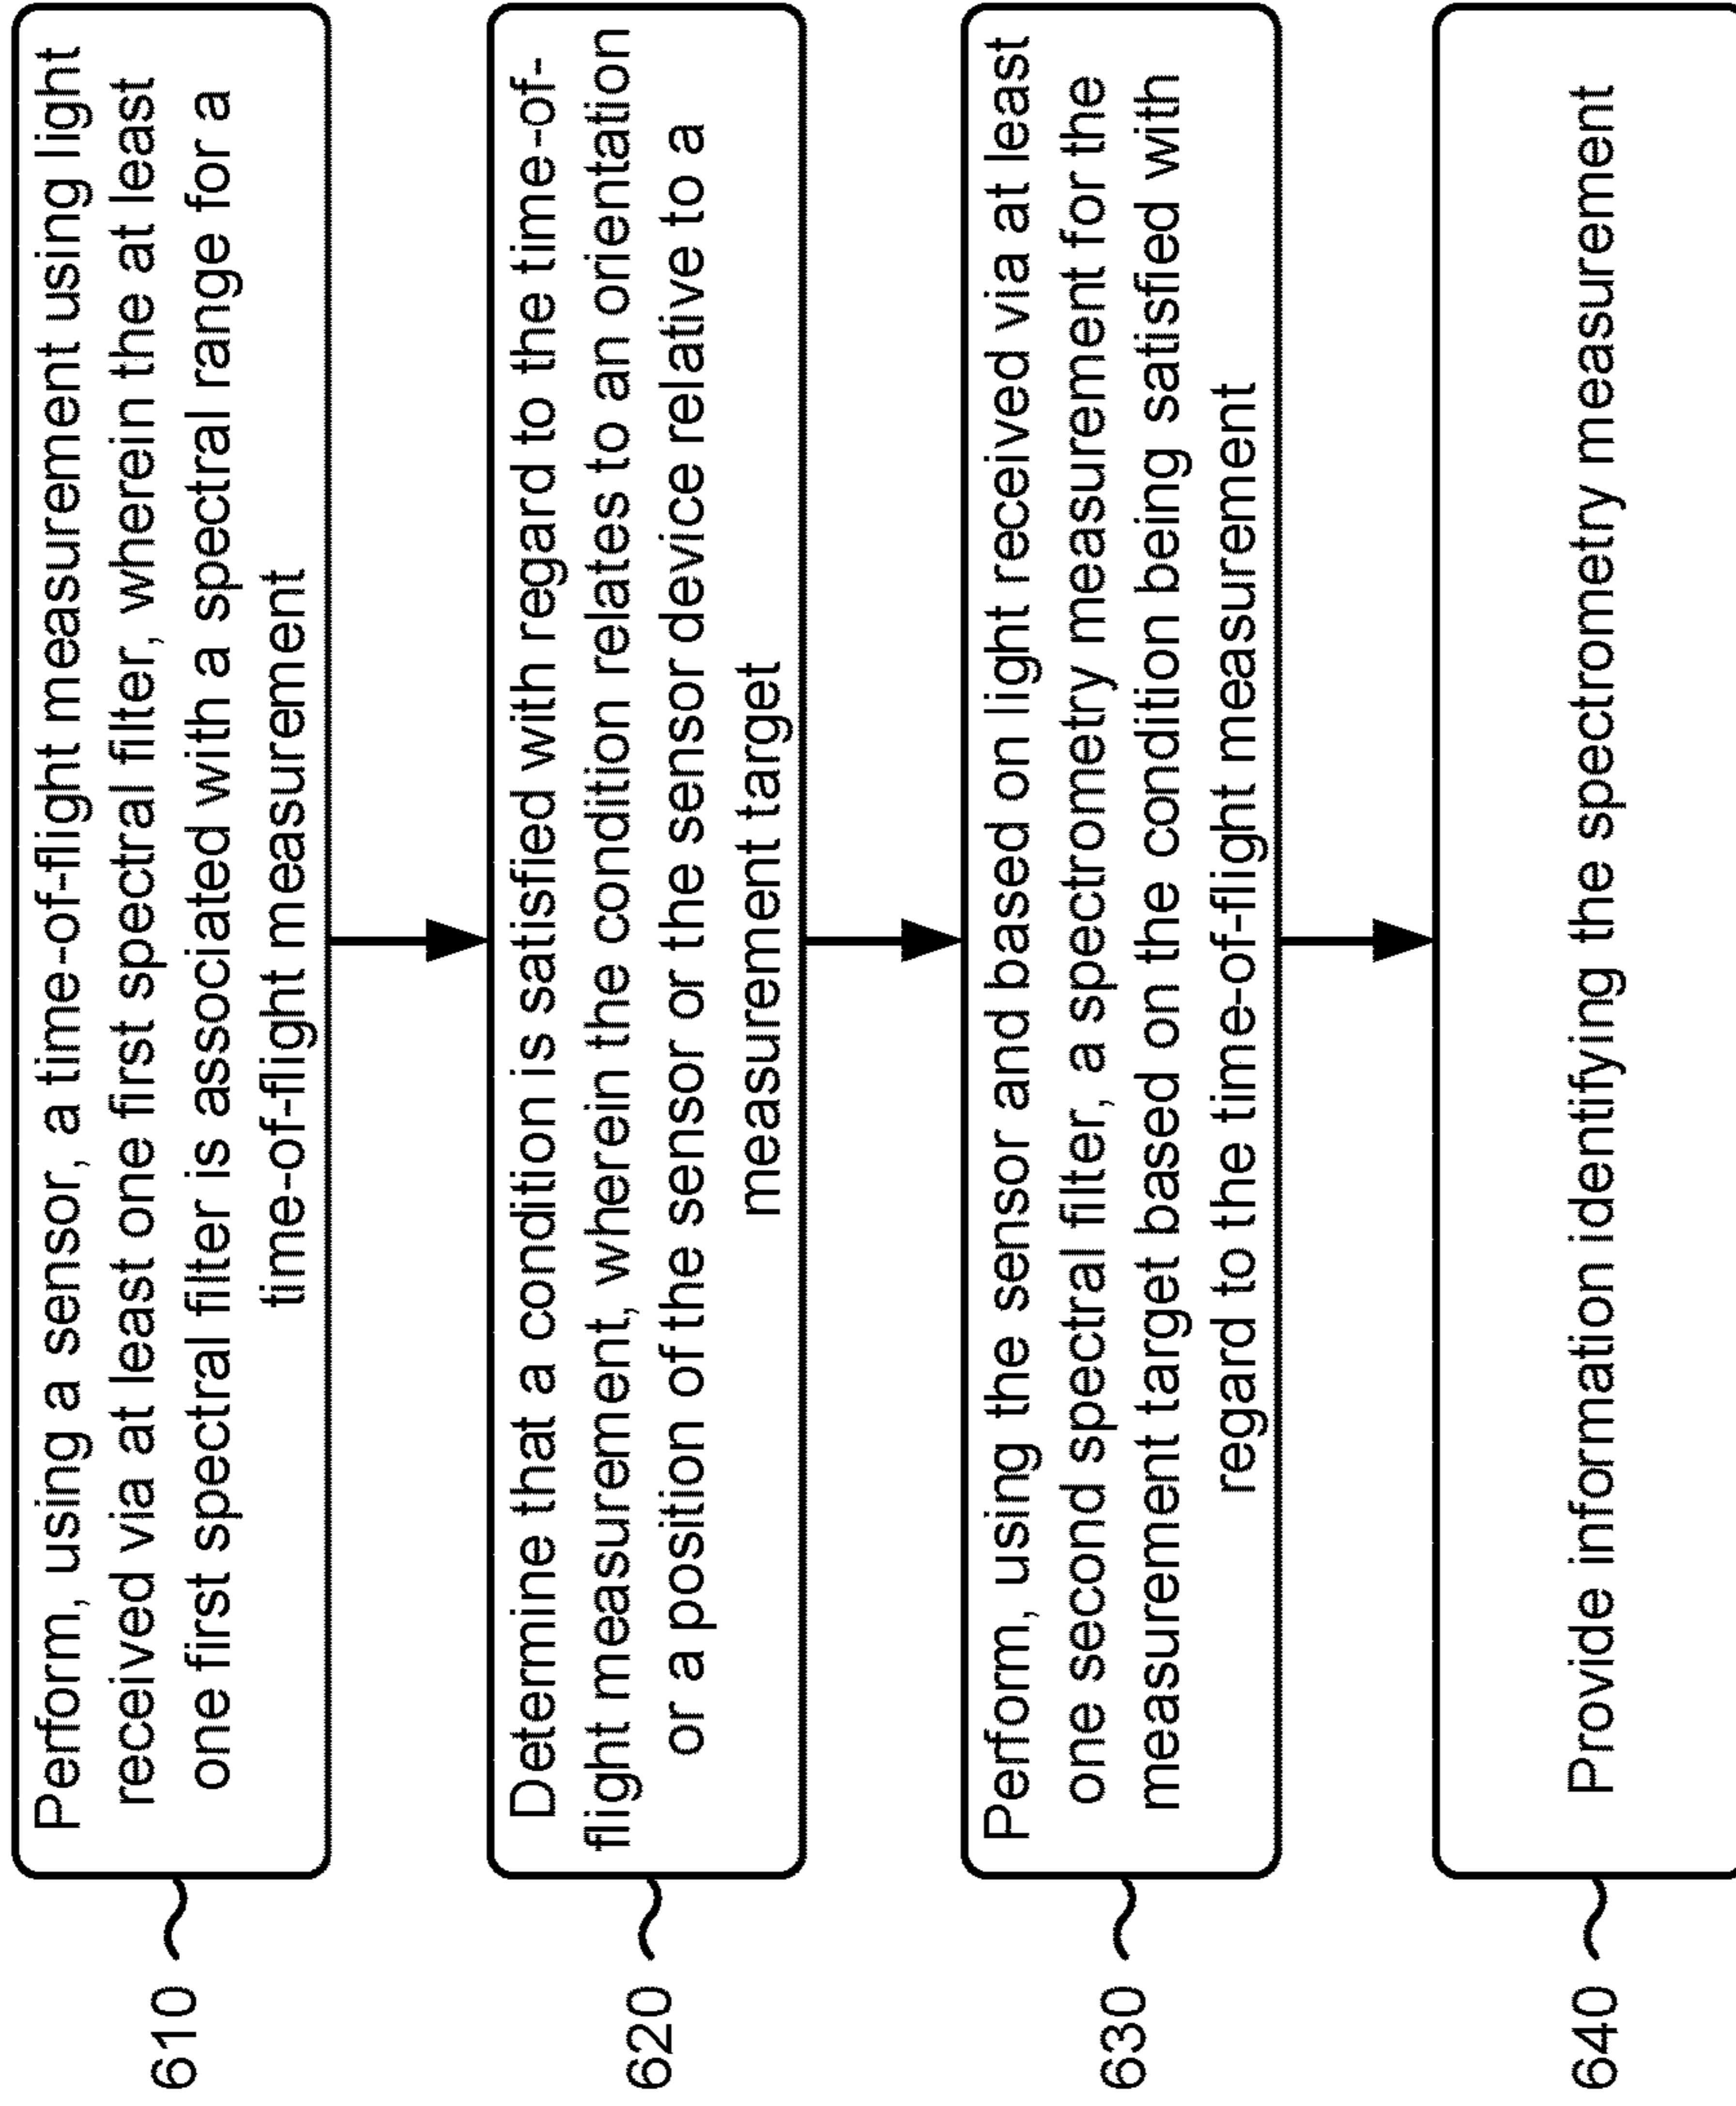 610
Perform, using a sensor, a time-of-flight measurement using light
received via at least one first spectral filter, wherein the at least
one first spectral filter is associated with a spectral range for a
time-of-flight measurement
620
Determine that a condition is satisfied with regard to the time-of-
flight measurement, wherein the condition relates to an orientation
or a position of the sensor or the sensor device relative to a
measurement target
630
Perform, using the sensor and based on light received via at least
one second spectral filter, a spectrometry measurement for the
measurement target based on the condition being satisfied with
regard to the time-of-flight measurement
640
Provide information identifying the spectrometry measurement